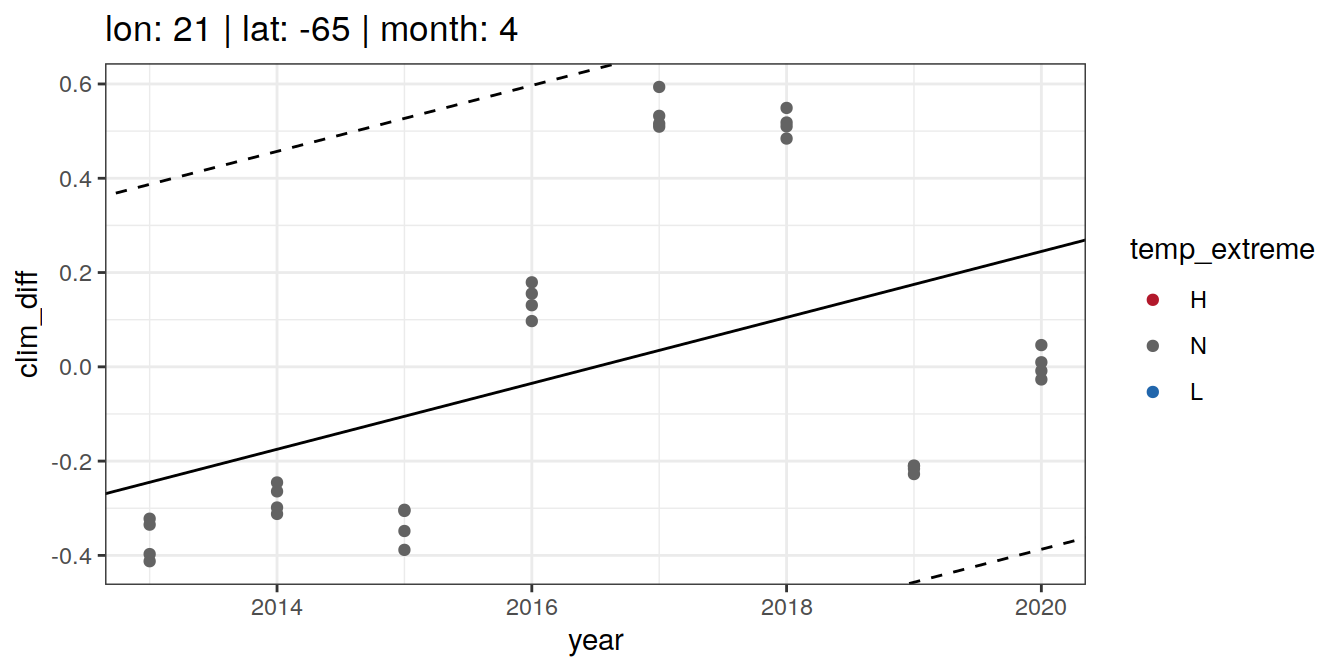 lon: 21 | lat: -65 | month: 4
clim_diff
0.6
0.4
0.2
0.0
-0.2
-0.4
2014 2016 2018 2020
year
temp_extreme
H
N
L